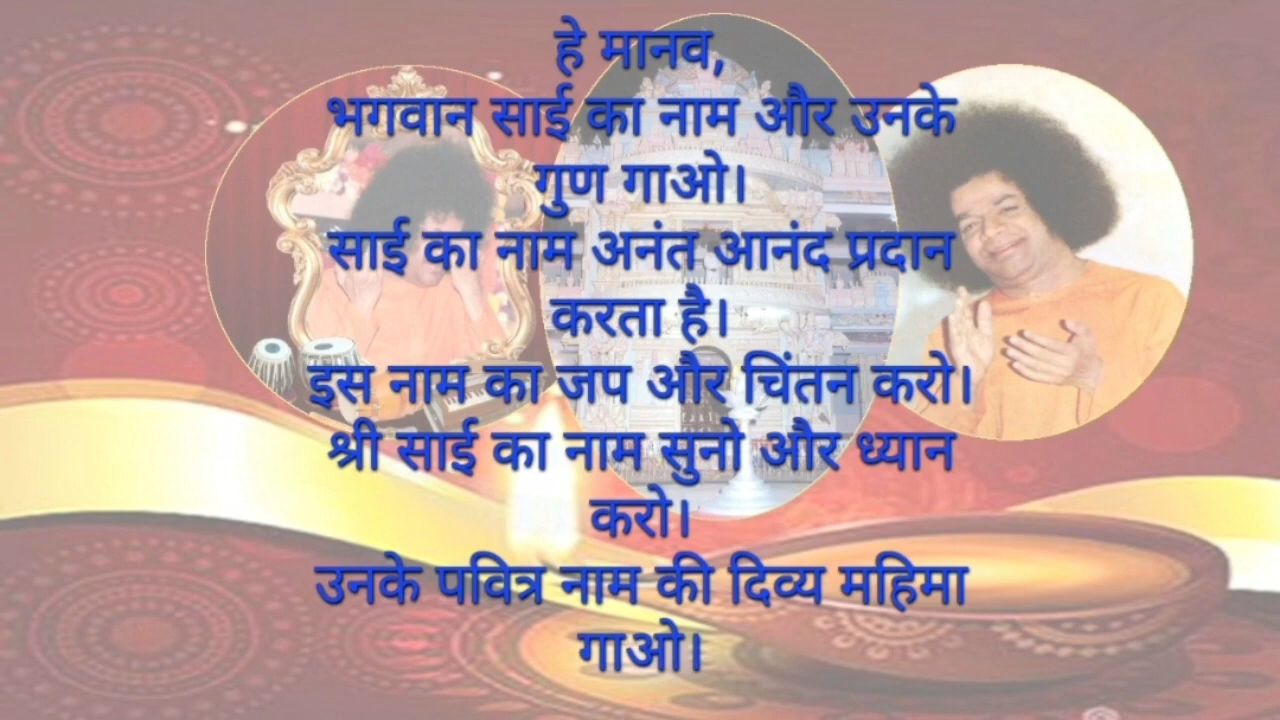 हे मानव,
भगवान साई का नाम और उनके
गुण गाओ।
साई का नाम अनंत आनंद प्रदान
करता है।
इस नाम का जप और चिंतन करो।
श्री साई का नाम सुनो और ध्यान
करो।
उनके पवित्र नाम की दिव्य महिमा
गाओ।